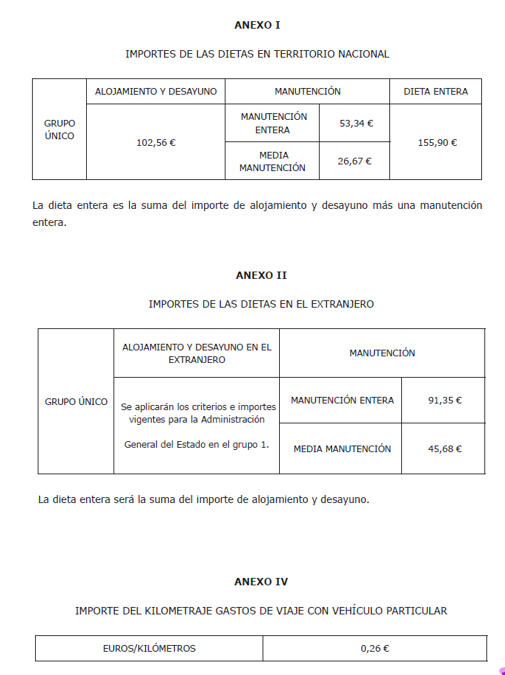 ANEXO I
IMPORTES DE LAS DIETAS EN TERRITORIO NACIONAL
GRUPO
ÚNICO
ALOJAMIENTO Y DESAYUNO
MANUTENCIÓN
DIETA ENTERA
102,56 €
MANUTENCIÓN
ENTERA
53,34 €
155,90 €
MEDIA
MANUTENCIÓN
26,67 €
La dieta entera es la suma del importe de alojamiento y desayuno más una manutención
entera.
ANEXO II
IMPORTES DE LAS DIETAS EN EL EXTRANJERO
GRUPO ÚNICO
ALOJAMIENTO Y DESAYUNO EN EL
EXTRANJERO
MANUTENCIÓN
Se aplicarán los criterios e importes
vigentes para la Administración
General del Estado en el grupo 1.
MANUTENCIÓN ENTERA
91,35 €
MEDIA MANUTENCIÓN
45,68 €
La dieta entera será la suma del importe de alojamiento y desayuno.
ANEXO IV
IMPORTE DEL KILOMETRAJE GASTOS DE VIAJE CON VEHÍCULO PARTICULAR
EUROS/KILÓMETROS
0,26 €